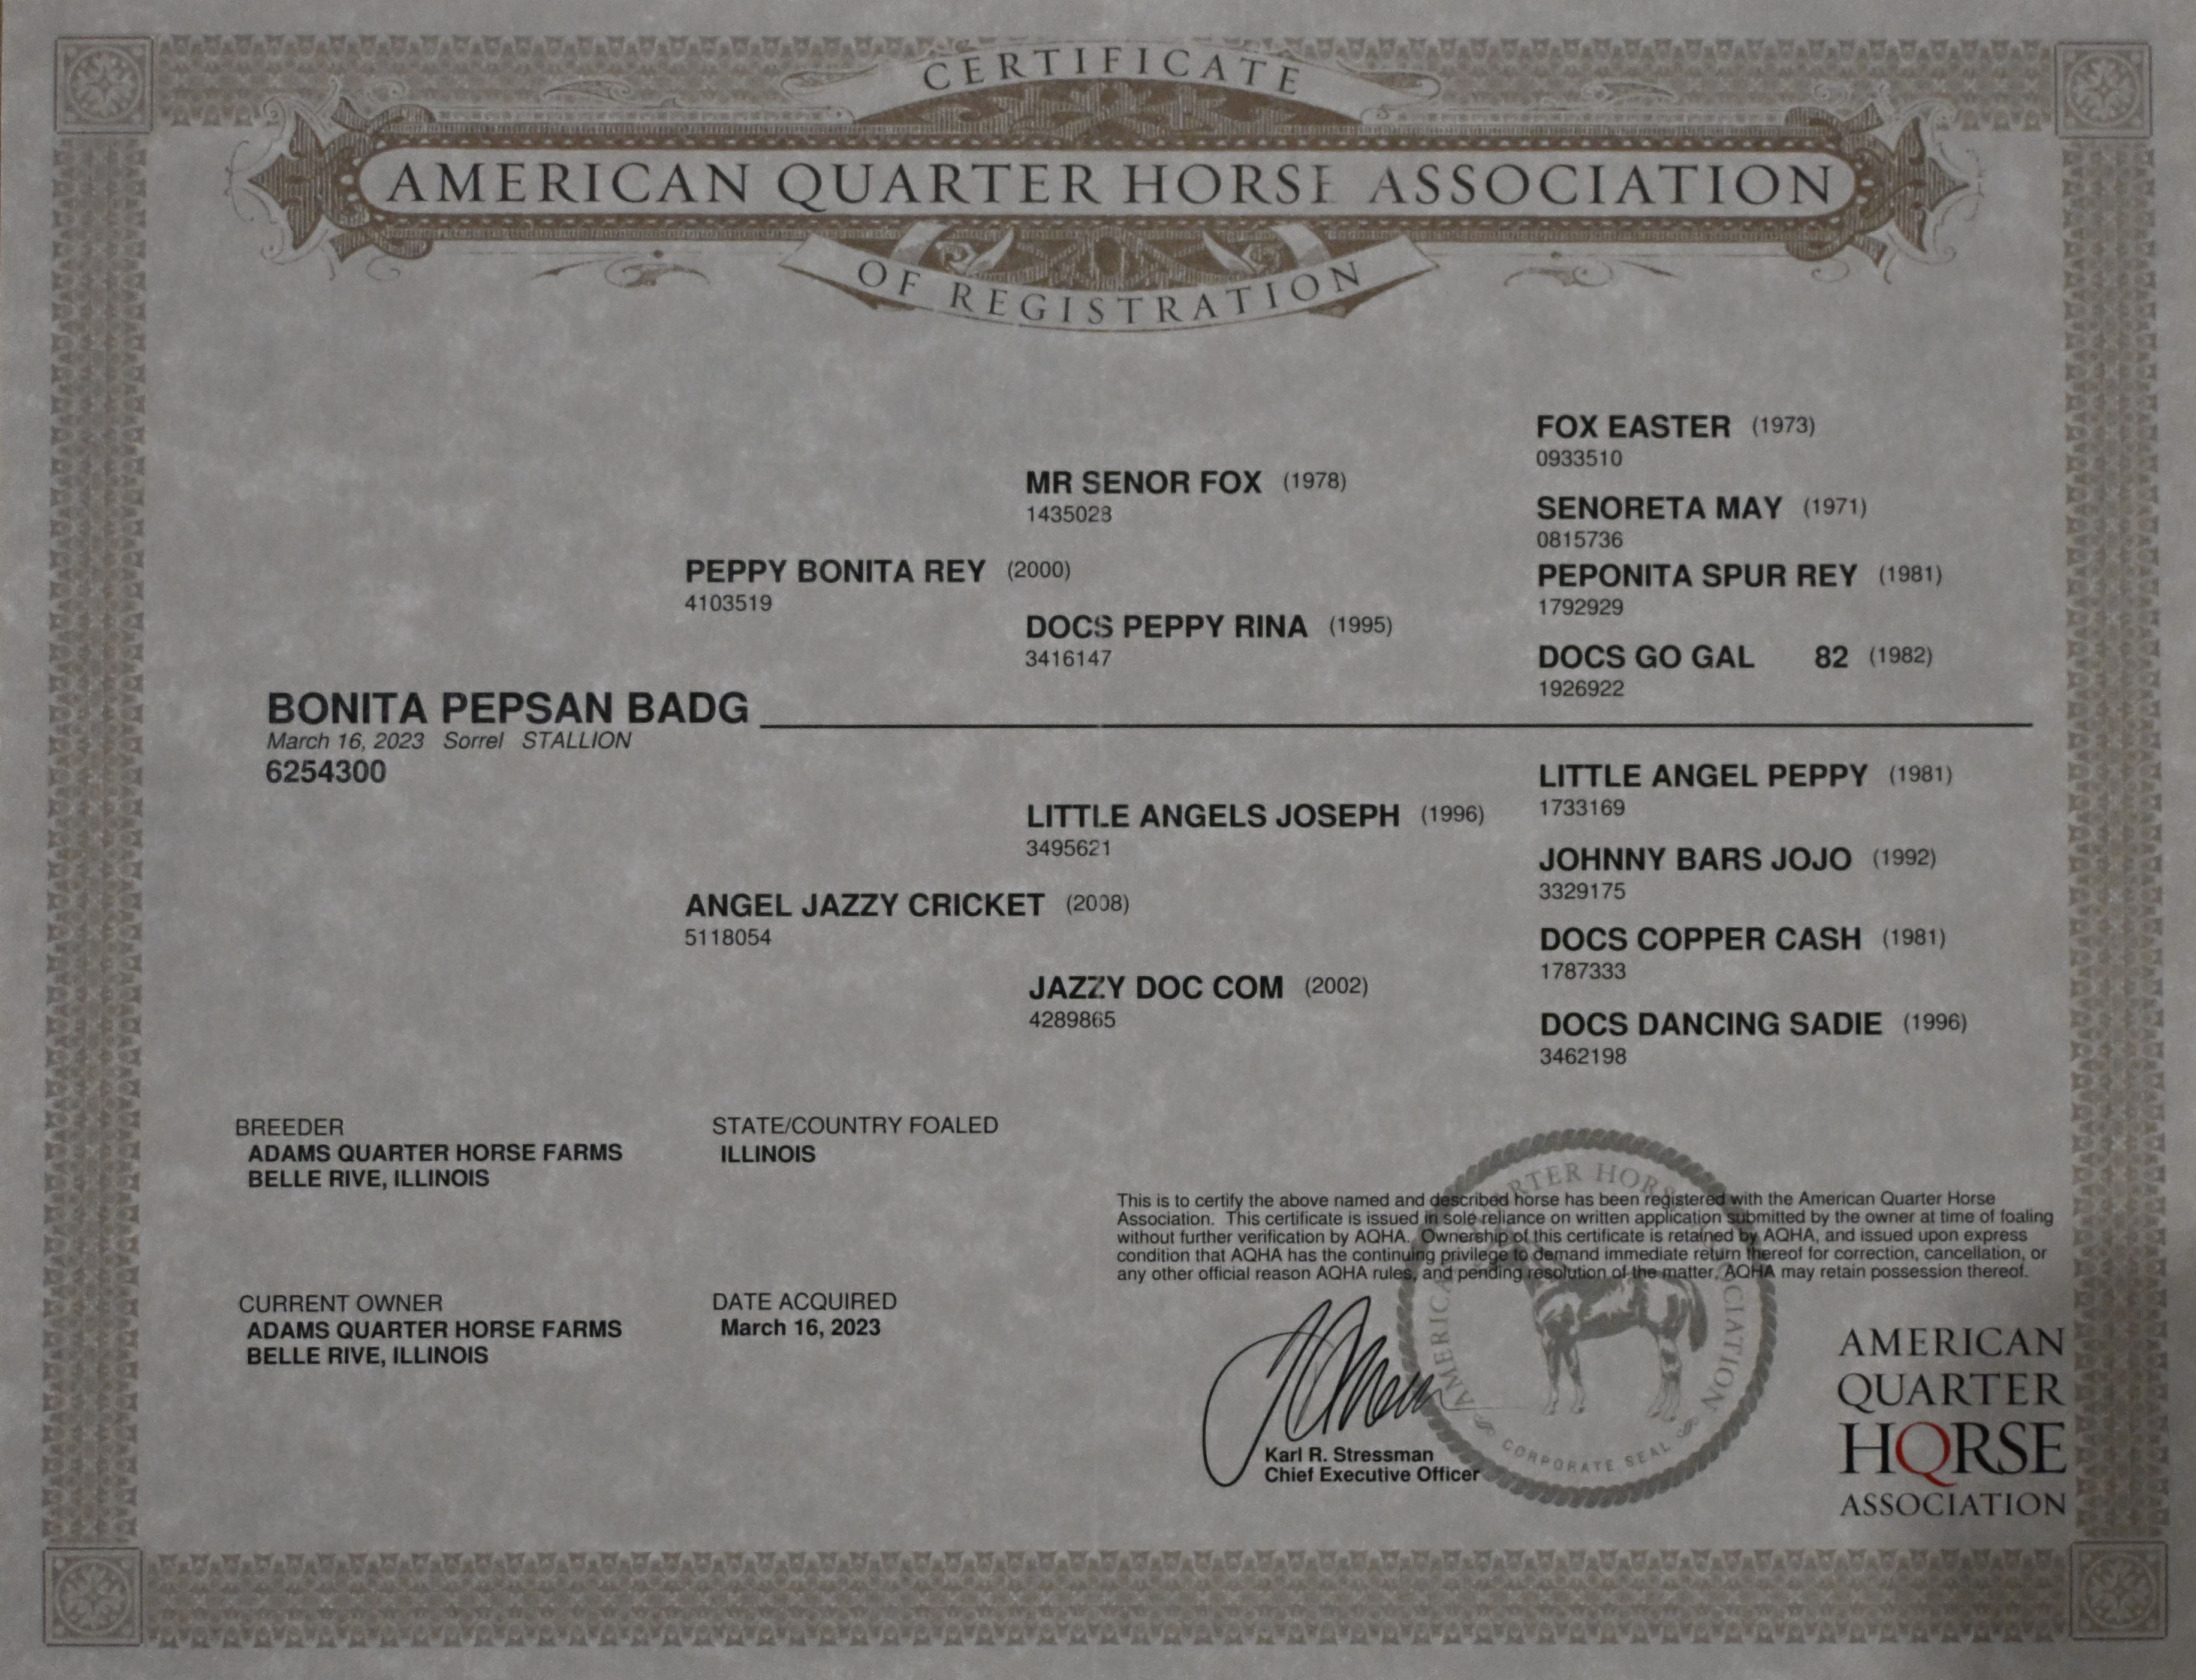 CERTIFICATE
AMERICAN QUARTER HORSE ASSOCIATION
OF REGISTRATION
FOX EASTER (1973)
0933510
MR SENOR FOX (1978)
1435028
SENORETA MAY (1971)
0815736
PEPPY BONITA REY (2000)
4103519
PEPONITA SPUR REY (1981)
1792929
DOCS PEPPY RINA (1995)
3416147
DOCS GO GAL 82 (1982)
1926922
BONITA PEPSAN BADG
March 16, 2023 Sorrel STALLION
6254300
LITTLE ANGEL PEPPY (1981)
1733169
LITTLE ANGELS JOSEPH (1996)
3495621
JOHNNY BARS JOJO (1992)
3329175
ANGEL JAZZY CRICKET (2008)
5118054
DOCS COPPER CASH (1981)
1787333
JAZZY DOC COM (2002)
4289865
DOCS DANCING SADIE (1996)
3462198
BREEDER
ADAMS QUARTER HORSE FARMS
BELLE RIVE, ILLINOIS
STATE/COUNTRY FOALED
ILLINOIS
This is to certify the above named and described horse has been registered with the American Quarter Horse
Association. This certificate is issued in sole reliance on written application submitted by the owner at time of foaling
without further verification by AQHA. Ownership of this certificate is retained by AQHA, and issued upon express
condition that AQHA has the continuing privilege to demand immediate return thereof for correction, cancellation, or
any other official reason AQHA rules, and pending resolution of the matter, AQHA may retain possession thereof.
CURRENT OWNER
ADAMS QUARTER HORSE FARMS
BELLE RIVE, ILLINOIS
DATE ACQUIRED
March 16, 2023
Karl R. Stressman
Chief Executive Officer
AMERICAN QUARTER HORSE ASSOCIATION
CORPORATE SEAL
AMERICAN
QUARTER
HORSE
ASSOCIATION